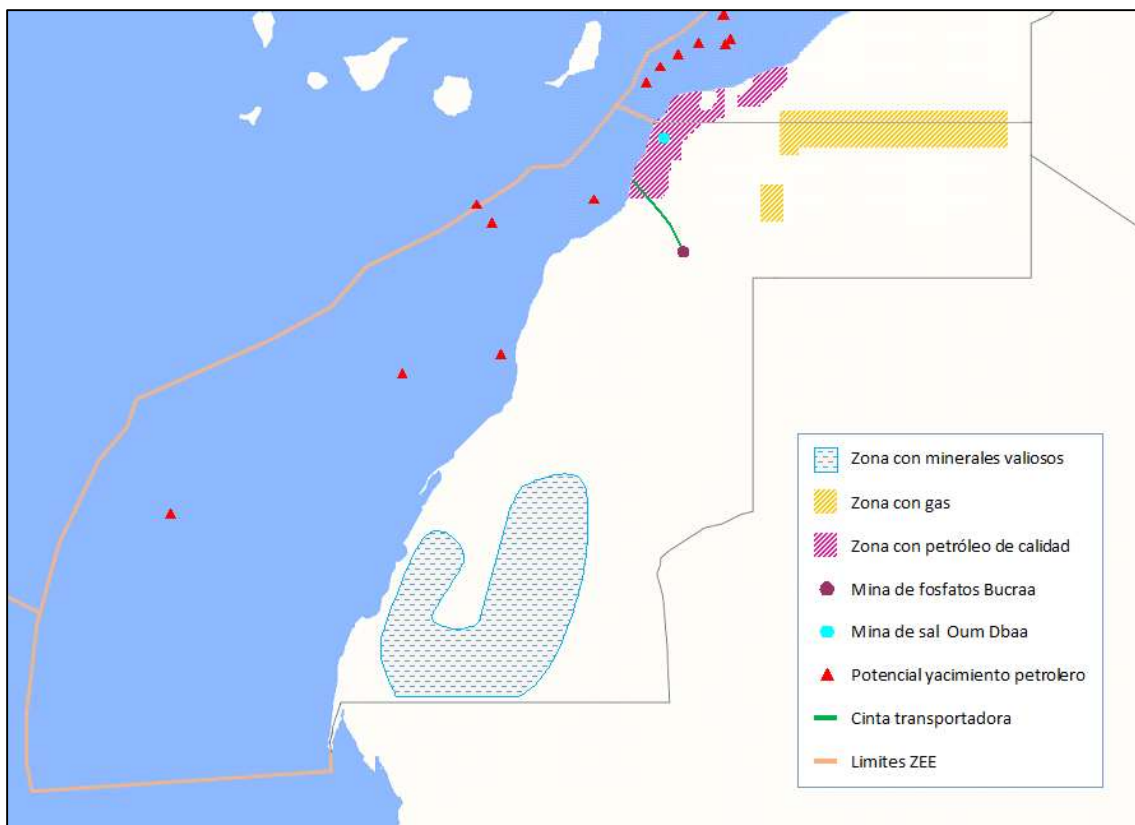 Zona con minerales valiosos
Zona con gas
Zona con petróleo de calidad
Mina de fosfatos Bucraa
Mina de sal Oum Dbaa
Potencial yacimiento petrolero
Cinta transportadora
Limites ZEE